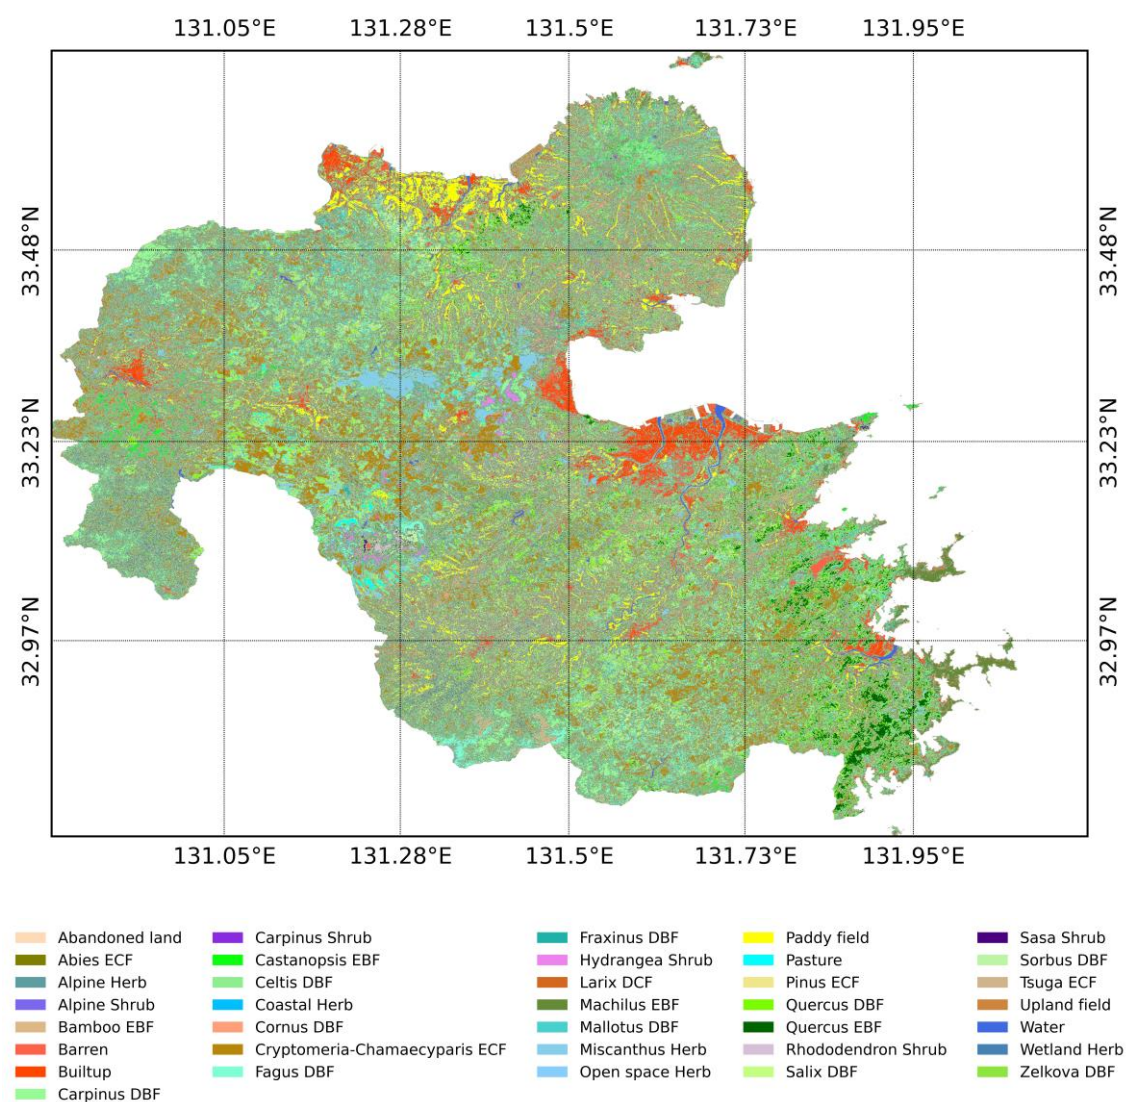 131.05°E 131.28°E 131.5°E 131.73°E 131.95°E
33.48°N 33.48°N
33.23°N 33.23°N
32.97°N 32.97°N
131.05°E 131.28°E 131.5°E 131.73°E 131.95°E
Abandoned land
Abies ECF
Alpine Herb
Alpine Shrub
Bamboo EBF
Barren
Builtup
Carpinus DBF
Carpinus Shrub
Castanopsis EBF
Celtis DBF
Coastal Herb
Cornus DBF
Cryptomeria-Chamaecyparis ECF
Fagus DBF
Fraxinus DBF
Hydrangea Shrub
Larix DCF
Machilus EBF
Mallotus DBF
Miscanthus Herb
Open space Herb
Paddy field
Pasture
Pinus ECF
Quercus DBF
Quercus EBF
Rhododendron Shrub
Salix DBF
Sasa Shrub
Sorbus DBF
Tsuga ECF
Upland field
Water
Wetland Herb
Zelkova DBF